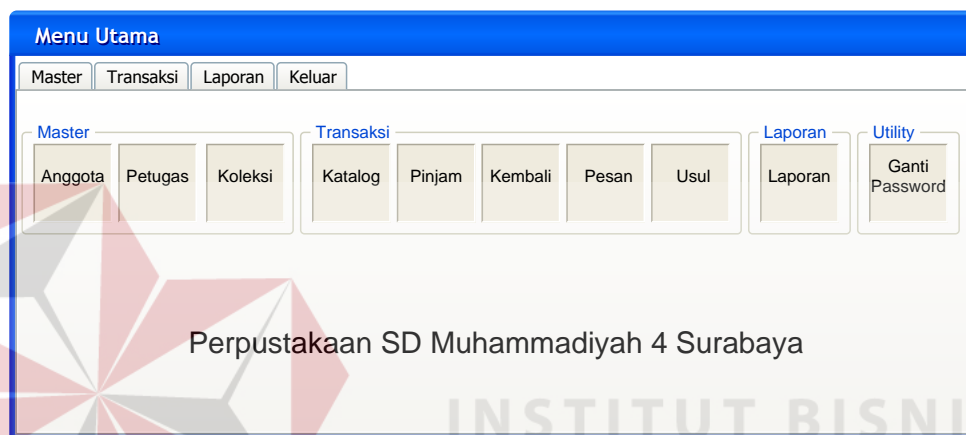 Menu Utama
Master Transaksi Laporan Keluar
Master Transaksi Laporan Utility
Anggota Petugas Koleksi Katalog Pinjam Kembali Pesan Usul Laporan Ganti
Password
Perpustakaan SD Muhammadiyah 4 Surabaya
INSTITUT BISNI